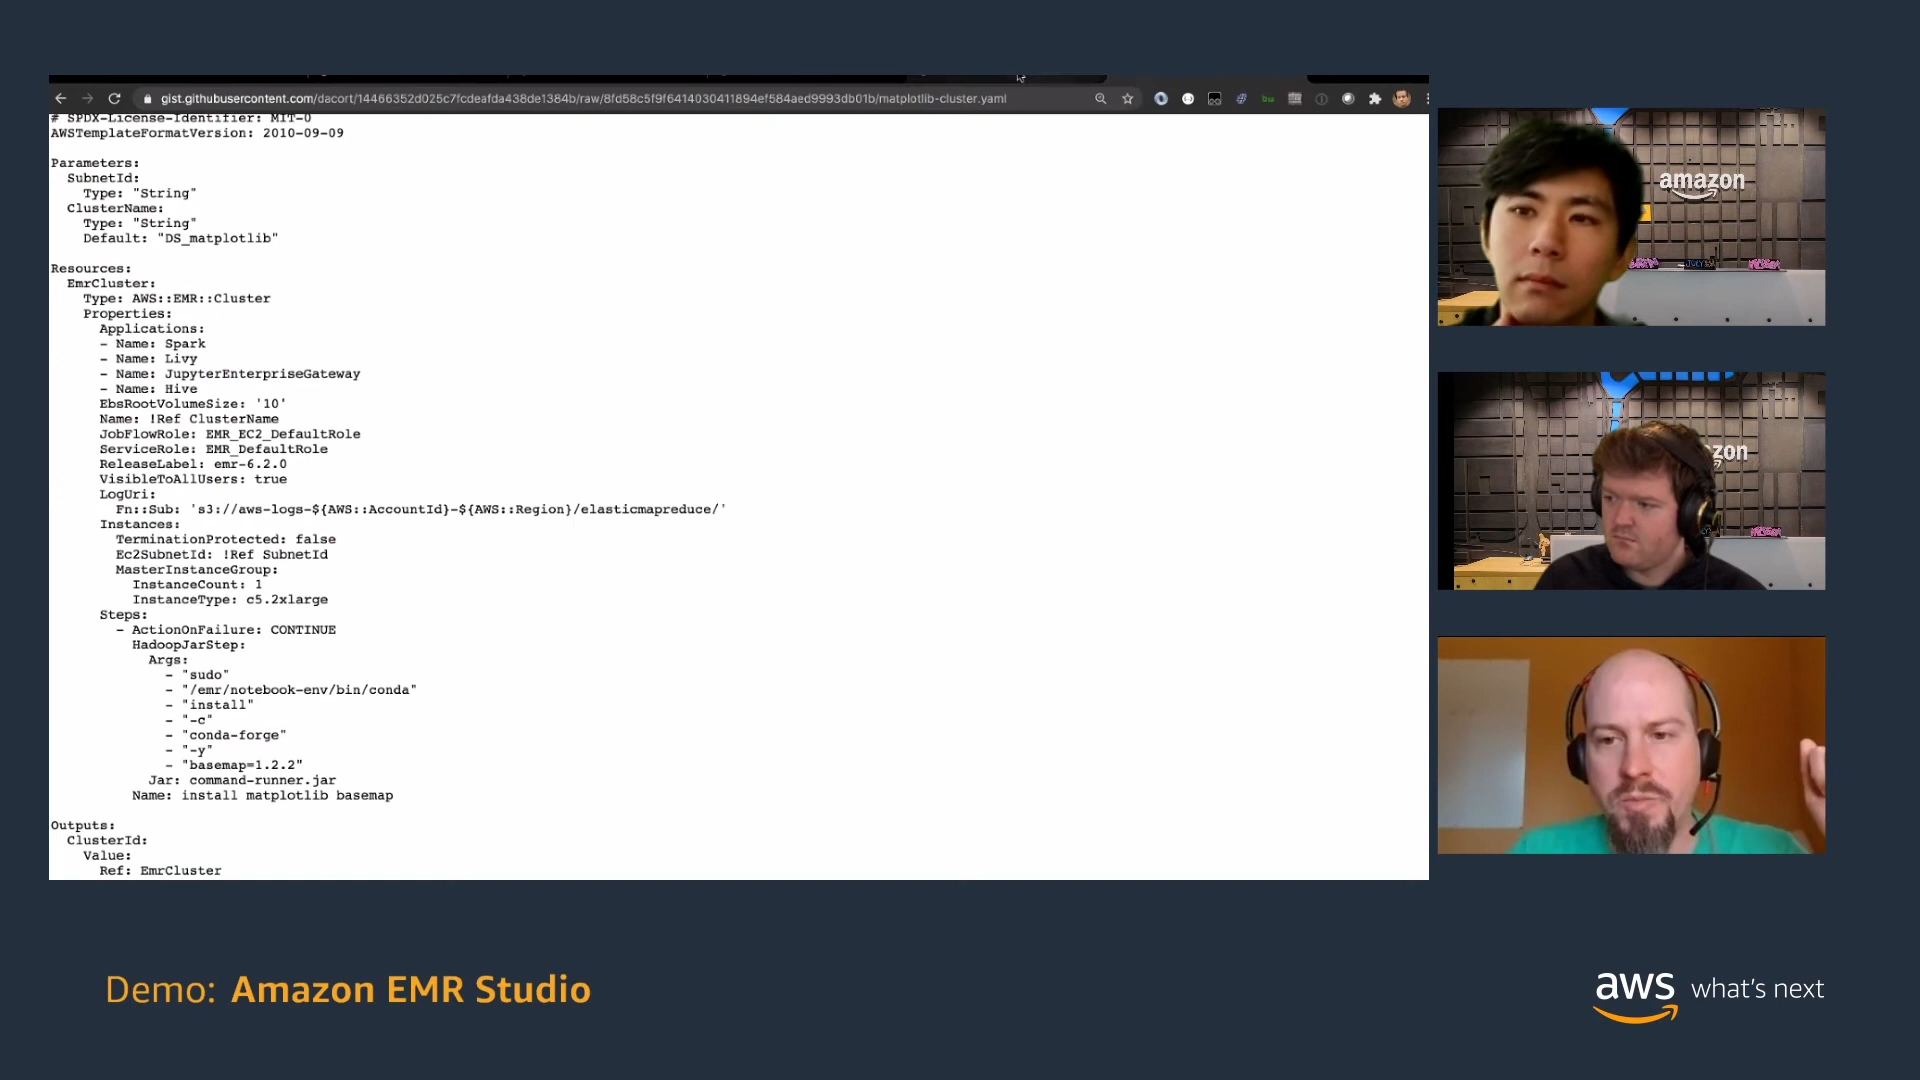 gist.githubusercontent.com/dacort/14466352d025c7fcdeafda438de1384b/raw/8fd58c5f9f6414030411894ef584aed9993db01b/matplotlib-cluster.yaml
# SPDX-License-Identifier: MIT-0
AWSTemplateFormatVersion: 2010-09-09
Parameters:
SubnetId:
Type: "String"
ClusterName:
Type: "String"
Default: "DS_matplotlib"
Resources:
EmrCluster:
Type: AWS::EMR::Cluster
Properties:
Applications:
- Name: Spark
- Name: Livy
- Name: JupyterEnterpriseGateway
- Name: Hive
EbsRootVolumeSize: '10'
Name: !Ref ClusterName
JobFlowRole: EMR_EC2_DefaultRole
ServiceRole: EMR_DefaultRole
ReleaseLabel: emr-6.2.0
VisibleToAllUsers: true
LogUri:
Fn::Sub: 's3://aws-logs-${AWS::AccountId}-${AWS::Region}/elasticmapreduce/'
Instances:
TerminationProtected: false
Ec2SubnetId: !Ref SubnetId
MasterInstanceGroup:
InstanceCount: 1
InstanceType: c5.2xlarge
Steps:
- ActionOnFailure: CONTINUE
HadoopJarStep:
Args:
- "sudo"
- "/emr/notebook-env/bin/conda"
- "install"
- "-c"
- "conda-forge"
- "-y"
- "basemap=1.2.2"
Jar: command-runner.jar
Name: install matplotlib basemap
Outputs:
ClusterId:
Value:
Ref: EmrCluster
amazon
zon
Demo: Amazon EMR Studio
aws what's next